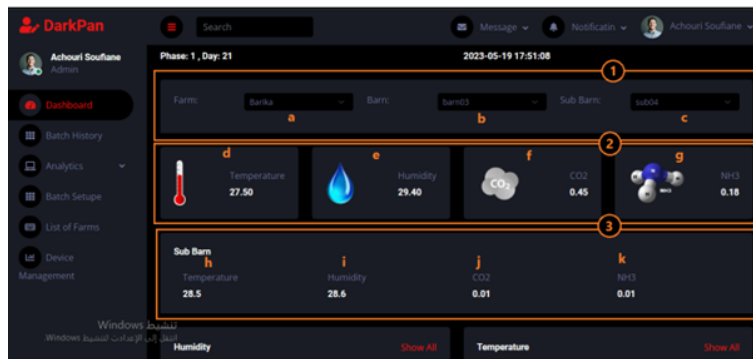 DarkPan
Search
Message
Notificatin
Achouri Soufiane
Achouri Soufiane
Admin
Phase: 1 , Day: 21
2023-05-19 17:51:08
1
Farm:
Barika
Barn:
barn03
Sub Barn:
sub04
a
b
c
Dashboard
Batch History
Analytics
Batch Setupe
List of Farms
Device
Management
2
d
e
f
g
Temperature
27.50
Humidity
29.40
CO2
CO2
0.45
NH3
NH3
0.18
3
Sub Barn
h
i
j
k
Temperature
Humidity
CO2
NH3
28.5
28.6
0.01
0.01
تنشيط Windows
انتقل إلى الإعدادات لتنشيط Windows.
Humidity
Show All
Temperature
Show All